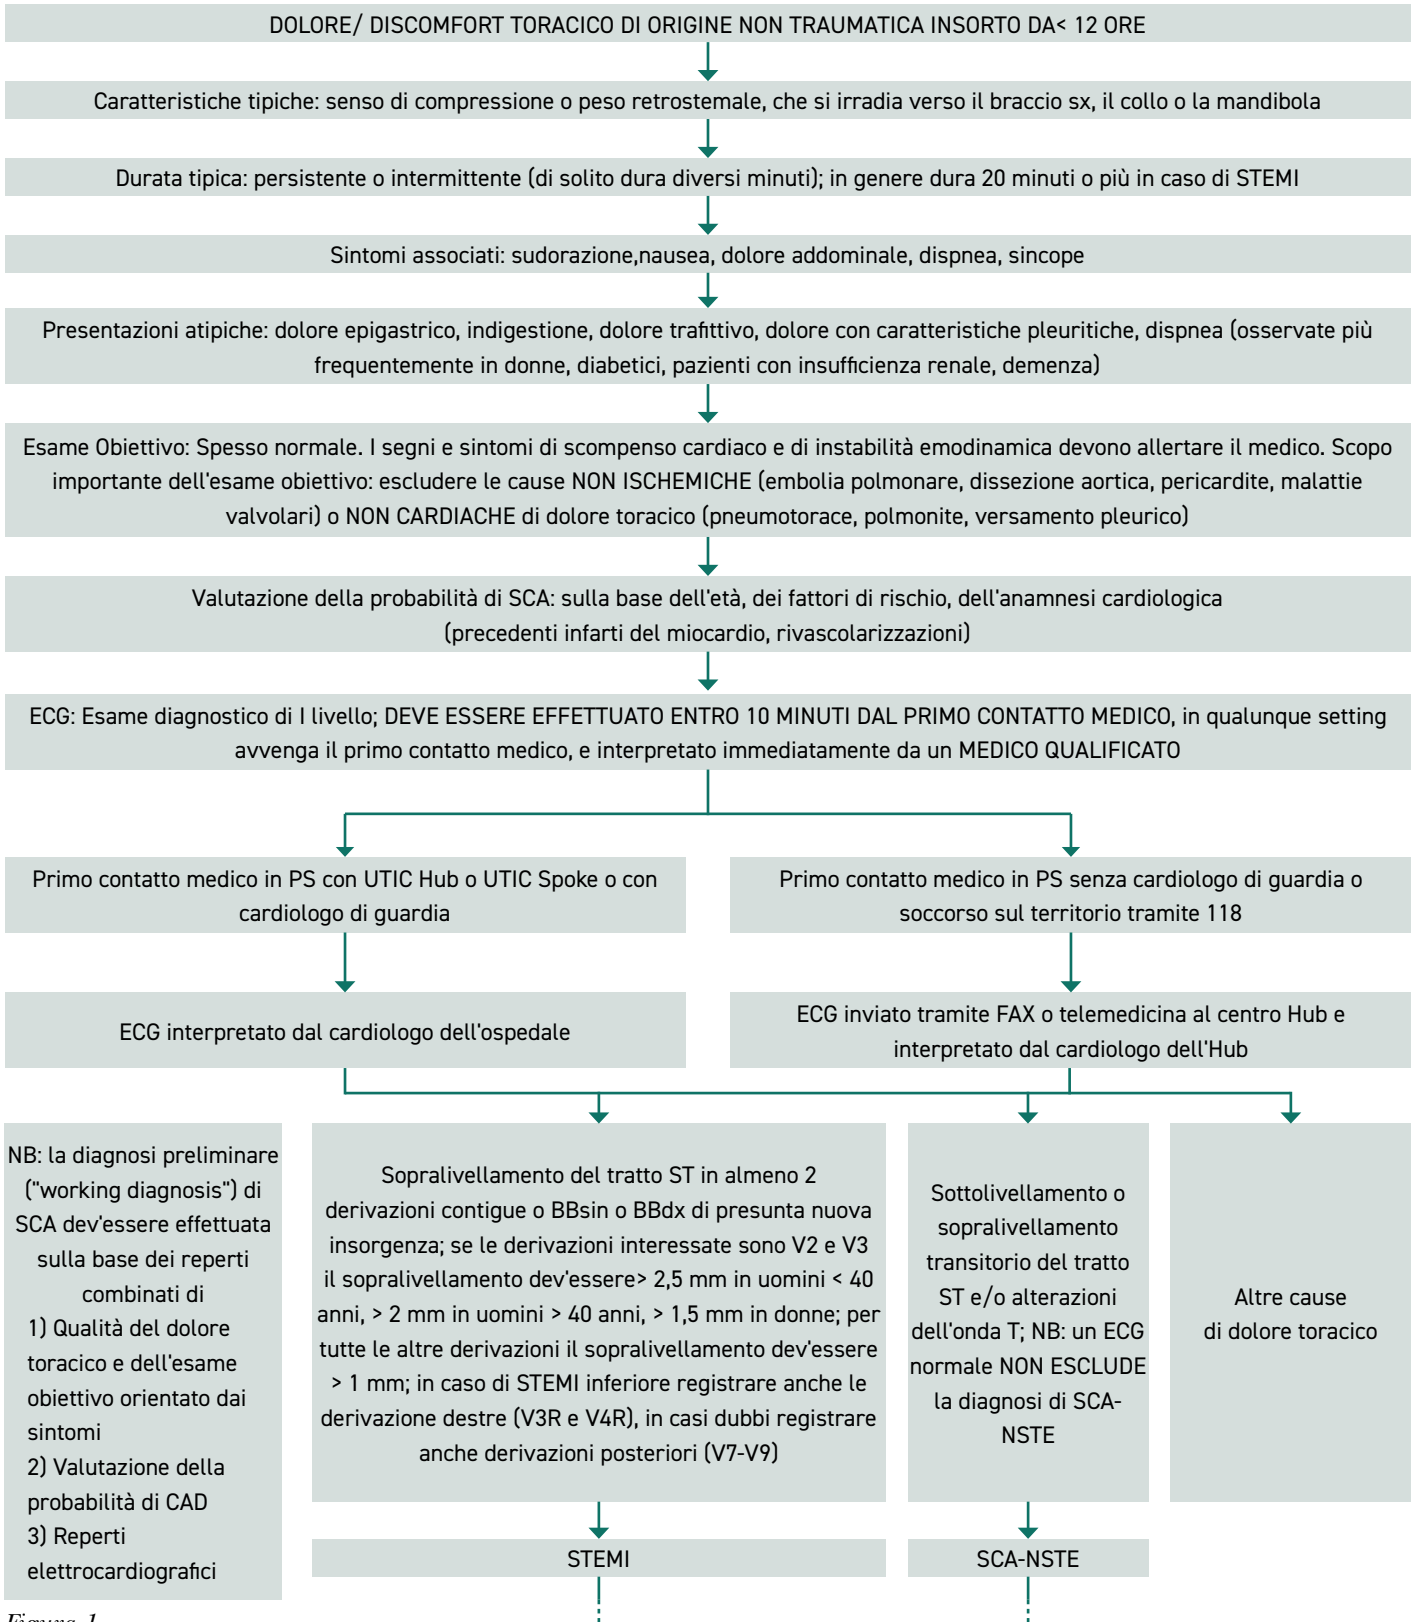 DOLORE/ DISCOMFORT TORACICO DI ORIGINE NON TRAUMATICA INSORTO DA< 12 ORE
Caratteristiche tipiche: senso di compressione o peso retrostemale, che si irradia verso il braccio sx, il collo o la mandibola
Durata tipica: persistente o intermittente (di solito dura diversi minuti); in genere dura 20 minuti o più in caso di STEMI
Sintomi associati: sudorazione,nausea, dolore addominale, dispnea, sincope
Presentazioni atipiche: dolore epigastrico, indigestione, dolore trafittivo, dolore con caratteristiche pleuritiche, dispnea (osservate più
frequentemente in donne, diabetici, pazienti con insufficienza renale, demenza)
Esame Obiettivo: Spesso normale. I segni e sintomi di scompenso cardiaco e di instabilità emodinamica devono allertare il medico. Scopo
importante dell'esame obiettivo: escludere le cause NON ISCHEMICHE (embolia polmonare, dissezione aortica, pericardite, malattie
valvolari) o NON CARDIACHE di dolore toracico (pneumotorace, polmonite, versamento pleurico)
Valutazione della probabilità di SCA: sulla base dell'età, dei fattori di rischio, dell'anamnesi cardiologica
(precedenti infarti del miocardio, rivascolarizzazioni)
ECG: Esame diagnostico di I livello; DEVE ESSERE EFFETTUATO ENTRO 10 MINUTI DAL PRIMO CONTATTO MEDICO, in qualunque setting
avvenga il primo contatto medico, e interpretato immediatamente da un MEDICO QUALIFICATO
Primo contatto medico in PS con UTIC Hub o UTIC Spoke o con
cardiologo di guardia
Primo contatto medico in PS senza cardiologo di guardia o
soccorso sul territorio tramite 118
ECG interpretato dal cardiologo dell'ospedale
ECG inviato tramite FAX o telemedicina al centro Hub e
interpretato dal cardiologo dell'Hub
NB: la diagnosi preliminare
("working diagnosis") di
SCA dev'essere effettuata
sulla base dei reperti
combinati di
1) Qualità del dolore
toracico e dell'esame
obiettivo orientato dai
sintomi
2) Valutazione della
probabilità di CAD
3) Reperti
elettrocardiografici
Sopralivellamento del tratto ST in almeno 2
derivazioni contigue o BBsin o BBdx di presunta nuova
insorgenza; se le derivazioni interessate sono V2 e V3
il sopralivellamento dev'essere> 2,5 mm in uomini < 40
anni, > 2 mm in uomini > 40 anni, > 1,5 mm in donne; per
tutte le altre derivazioni il sopralivellamento dev'essere
> 1 mm; in caso di STEMI inferiore registrare anche le
derivazione destre (V3R e V4R), in casi dubbi registrare
anche derivazioni posteriori (V7-V9)
Sottolivellamento o
sopralivellamento
transitorio del tratto
ST e/o alterazioni
dell'onda T; NB: un ECG
normale NON ESCLUDE
la diagnosi di SCA-
NSTE
Altre cause
di dolore toracico
STEMI
SCA-NSTE
Figura 1